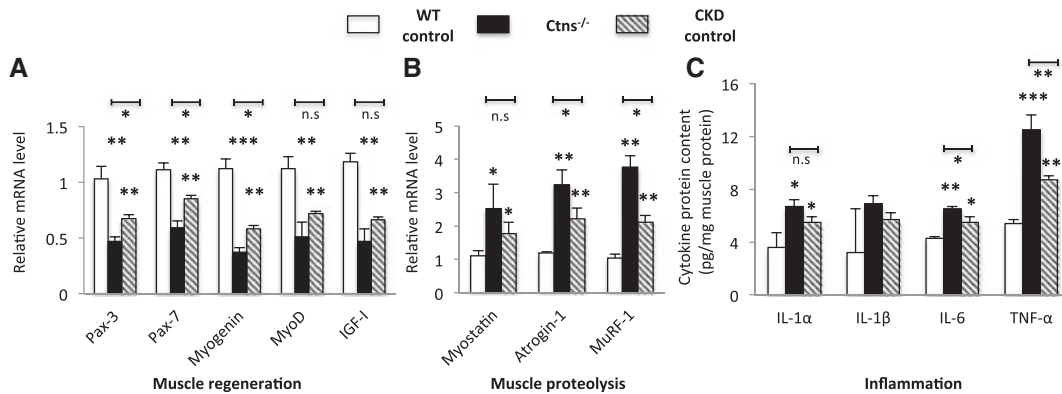 WT control
Ctns-/-
CKD control
A
Relative mRNA level
1.5
1
0.5
0
* * * n.s n.s
** ** *** ** **
** ** ** ** **
Pax-3 Pax-7 Myogenin MyoD IGF-I
Muscle regeneration
B
Relative mRNA level
5
4
3
2
1
0
n.s * *
* ** **
* ** **
Myostatin Atrogin-1 MuRF-1
Muscle proteolysis
C
Cytokine protein content
(pg/mg muscle protein)
16
12
8
4
0
n.s * **
* ** ***
* * **
IL-1α IL-1β IL-6 TNF-α
Inflammation